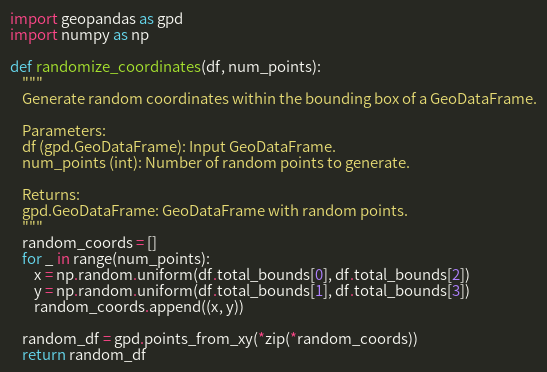 import geopandas as gpd
import numpy as np

def randomize_coordinates(df, num_points):
    """
    Generate random coordinates within the bounding box of a GeoDataFrame.

    Parameters:
    df (gpd.GeoDataFrame): Input GeoDataFrame.
    num_points (int): Number of random points to generate.

    Returns:
    gpd.GeoDataFrame: GeoDataFrame with random points.
    """
    random_coords = []
    for _ in range(num_points):
        x = np.random.uniform(df.total_bounds[0], df.total_bounds[2])
        y = np.random.uniform(df.total_bounds[1], df.total_bounds[3])
        random_coords.append((x, y))

    random_df = gpd.points_from_xy(*zip(*random_coords))
    return random_df